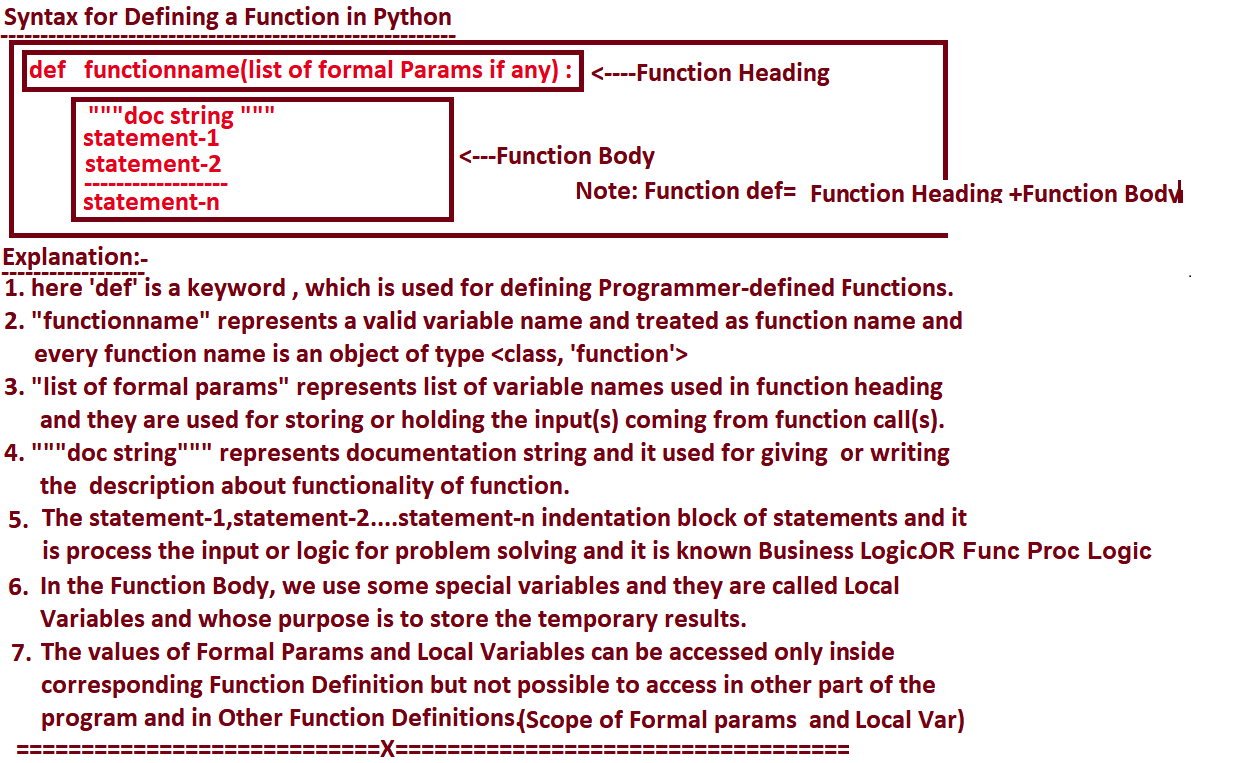 Syntax for Defining a Function in Python
-------------------------------------------------------
def functionname(list of formal Params if any) : <----Function Heading
"""doc string """
statement-1
statement-2
------------------
statement-n
<---Function Body
Note: Function def= Function Heading +Function Body
Explanation:-
------------------
1. here 'def' is a keyword , which is used for defining Programmer-defined Functions.
2. "functionname" represents a valid variable name and treated as function name and
every function name is an object of type <class, 'function'>
3. "list of formal params" represents list of variable names used in function heading
and they are used for storing or holding the input(s) coming from function call(s).
4. """doc string""" represents documentation string and it used for giving or writing
the description about functionality of function.
5. The statement-1,statement-2....statement-n indentation block of statements and it
is process the input or logic for problem solving and it is known Business Logic.OR Func Proc Logic
6. In the Function Body, we use some special variables and they are called Local
Variables and whose purpose is to store the temporary results.
7. The values of Formal Params and Local Variables can be accessed only inside
corresponding Function Definition but not possible to access in other part of the
program and in Other Function Definitions.(Scope of Formal params and Local Var)
============================X===================================